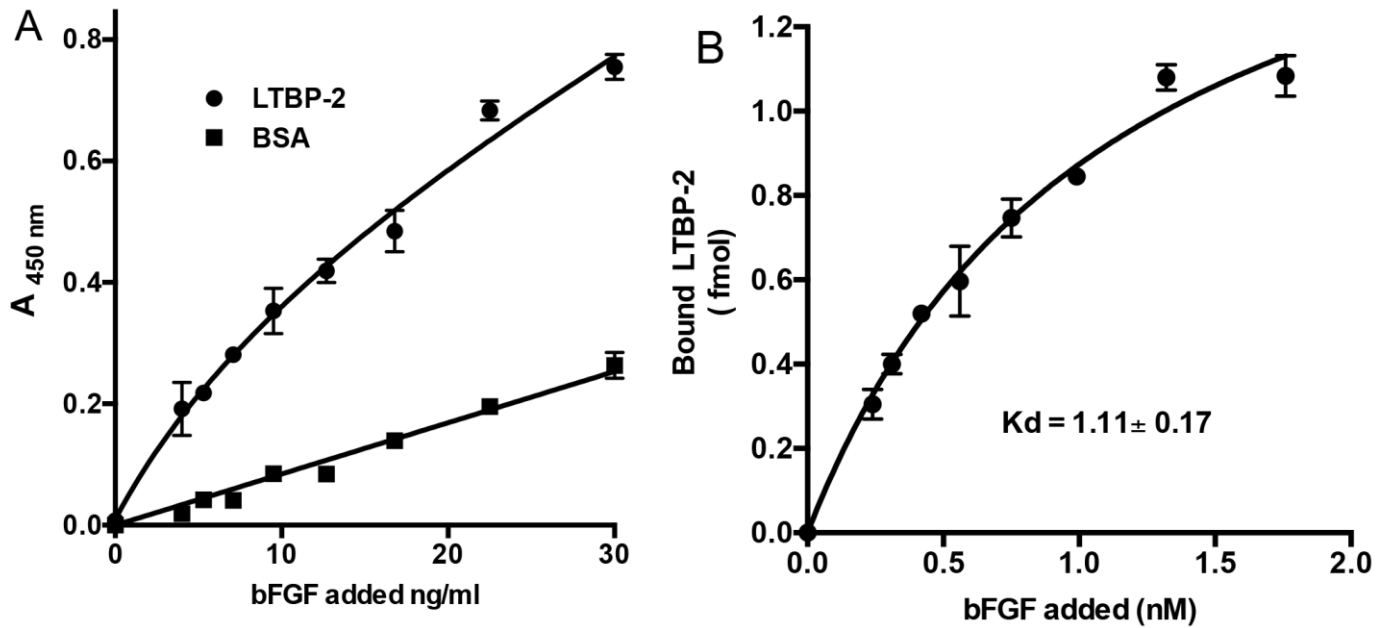 A
0.8
0.6
0.4
0.2
0.0
A 450 nm
LTBP-2
BSA
0
10
20
30
bFGF added ng/ml
B
1.2
1.0
0.8
0.6
0.4
0.2
0.0
Bound LTBP-2
( fmol)
Kd = 1.11± 0.17
0.0
0.5
1.0
1.5
2.0
bFGF added (nM)